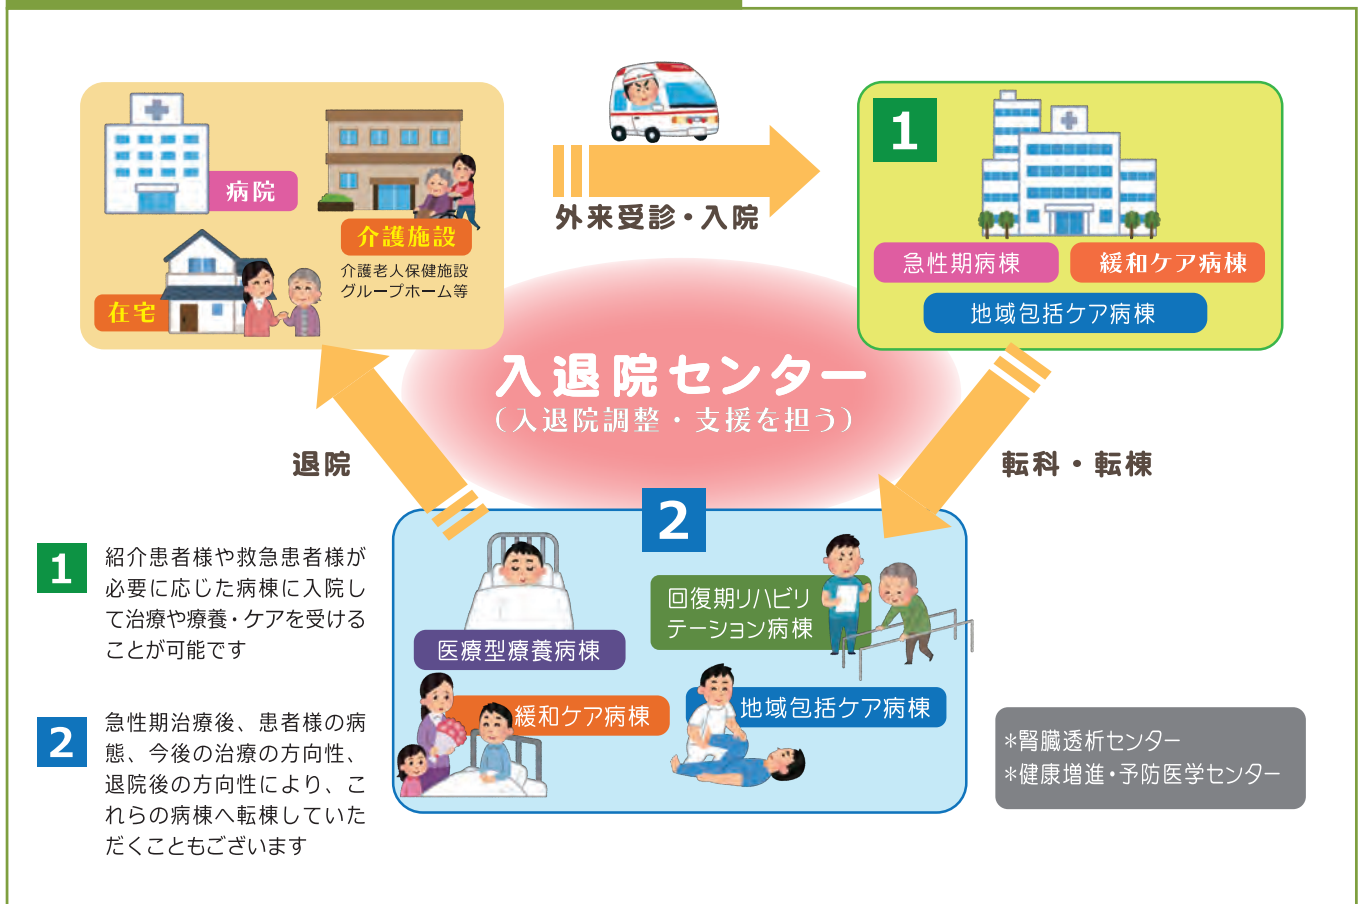 病院
介護施設
介護老人保健施設
グループホーム等
在宅
外来受診・入院
1
急性期病棟
緩和ケア病棟
地域包括ケア病棟
入退院センター
（入退院調整・支援を担う）
退院
転科・転棟
2
医療型療養病棟
回復期リハビリ
テーション病棟
緩和ケア病棟
地域包括ケア病棟
1
紹介患者様や救急患者様が
必要に応じた病棟に入院し
て治療や療養・ケアを受ける
ことが可能です
2
急性期治療後、患者様の病
態、今後の治療の方向性、
退院後の方向性により、こ
れらの病棟へ転棟していた
だくこともございます
＊腎臓透析センター
＊健康増進・予防医学センター